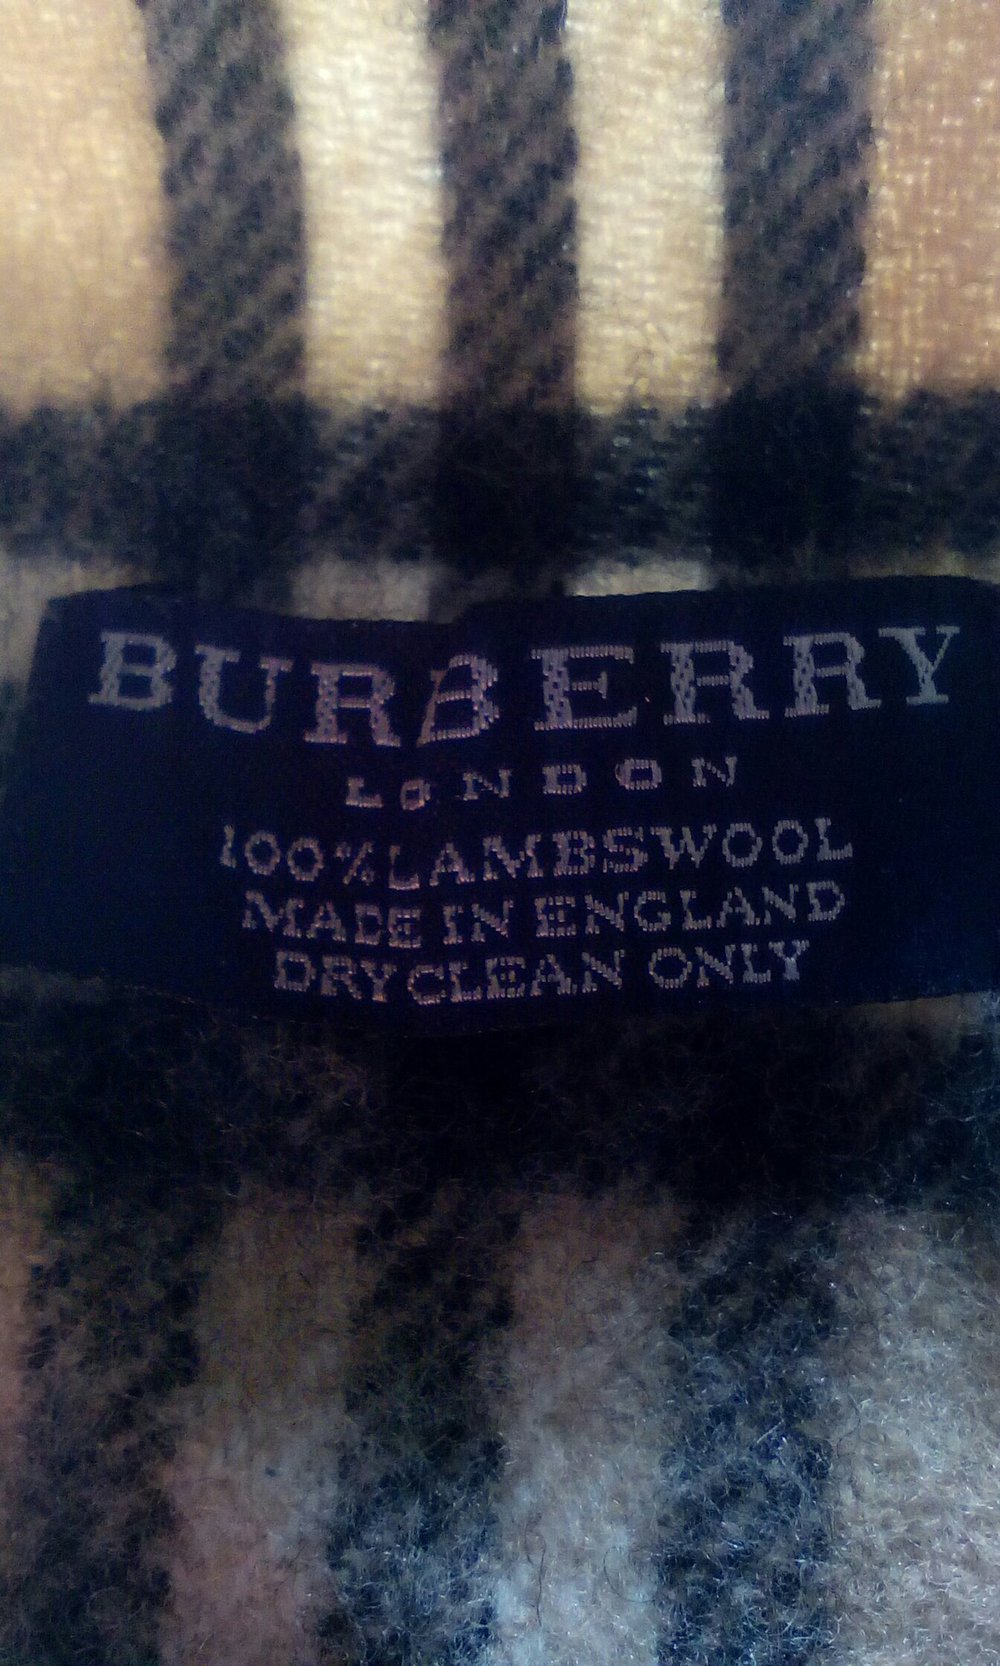 BURBERRY
LONDON
100% LAMBSWOOL
MADE IN ENGLAND
DRY CLEAN ONLY